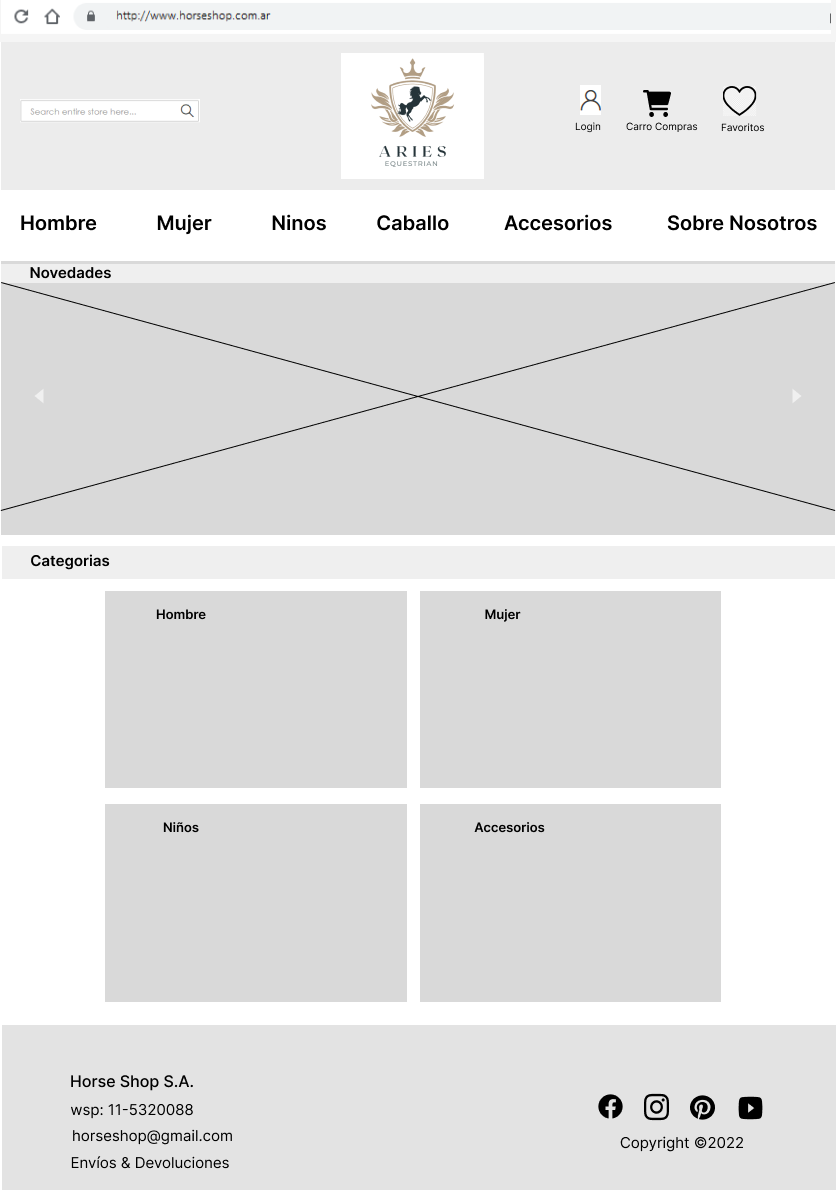 http://www.horseshop.com.ar
Search entire store here...
ARIES
EQUESTRIAN
Login
Carro Compras
Favoritos
Hombre
Mujer
Ninos
Caballo
Accesorios
Sobre Nosotros
Novedades
Categorias
Hombre
Mujer
Niños
Accesorios
Horse Shop S.A.
wsp: 11-5320088
horseshop@gmail.com
Envíos & Devoluciones
Copyright ©2022